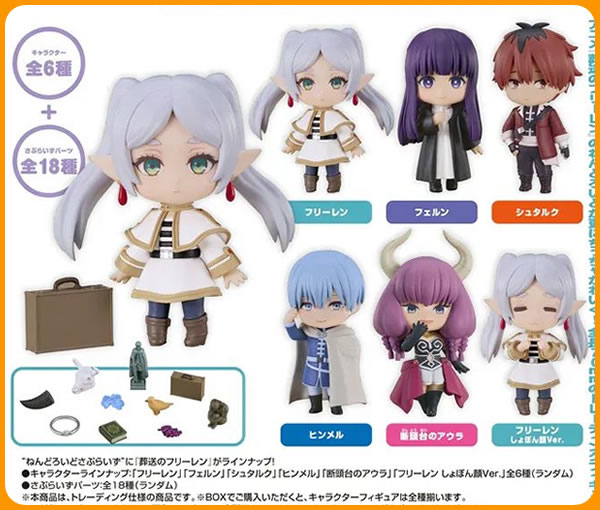 キャラクター
全6種
+
さぷらいずパーツ
全18種
フリーレン
フェルン
シュタルク
ヒンメル
だんとうだい
断頭台のアウラ
フリーレン
しょぼん顔Ver.
"ねんどろいどさぷらいず"に『葬送のフリーレン』がラインナップ!
●キャラクターラインナップ:「フリーレン」「フェルン」「シュタルク」「ヒンメル」「断頭台のアウラ」「フリーレン しょぼん顔Ver.」全6種(ランダム)
●さぷらいずパーツ:全18種(ランダム)
※本商品は、トレーディング仕様の商品です。※BOXでご購入いただくと、キャラクターフィギュアは全種揃います。